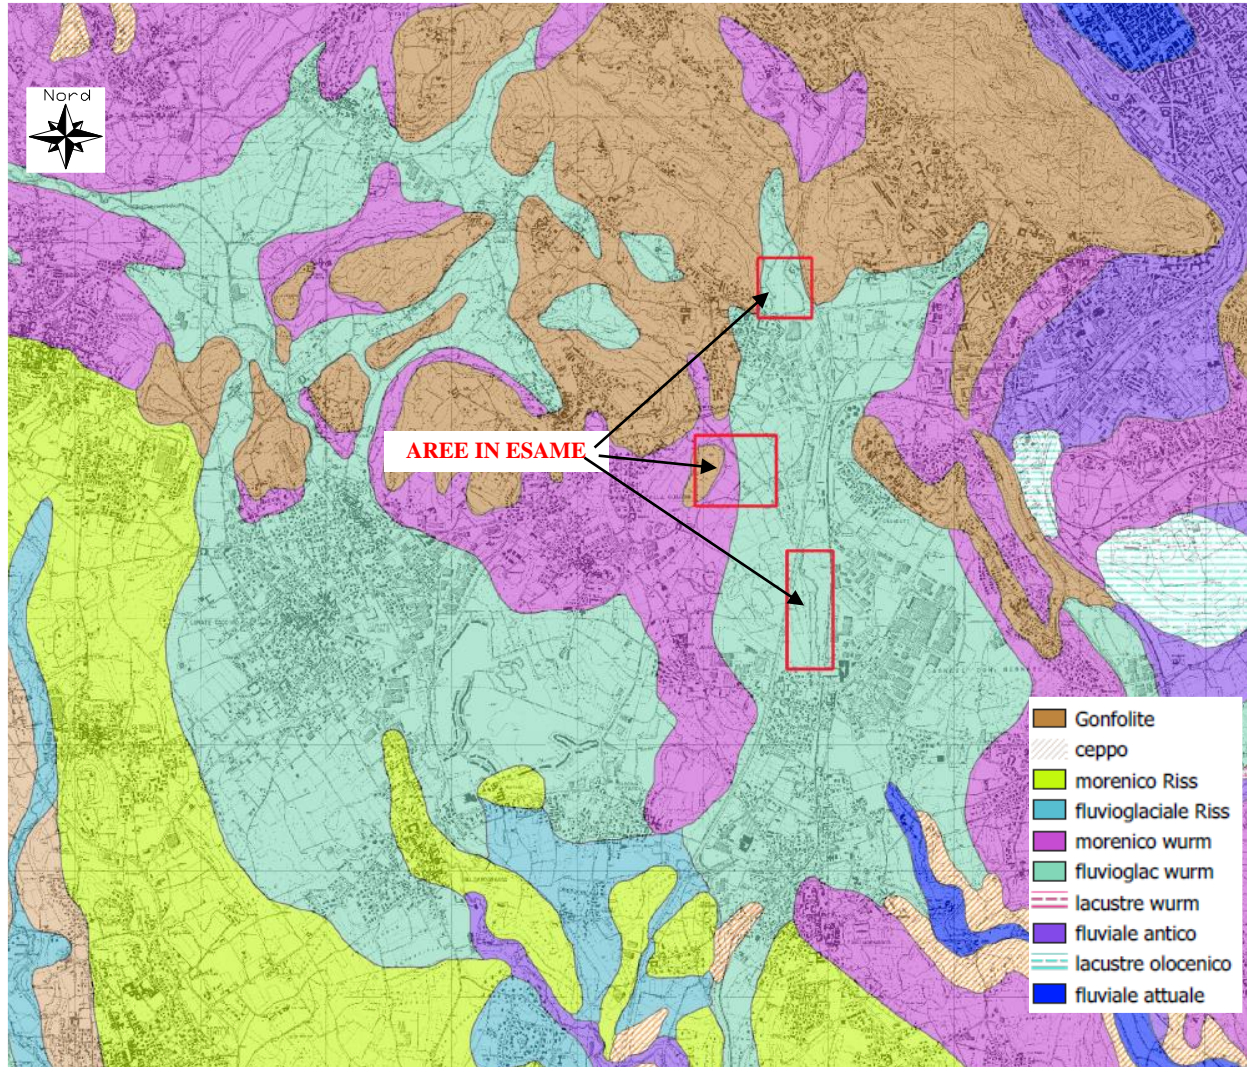 Nord
AREE IN ESAME
Gonfolite
ceppo
morenico Riss
fluvioglaciale Riss
morenico wurm
fluvioglac wurm
lacustre wurm
fluviale antico
lacustre olocenico
fluviale attuale